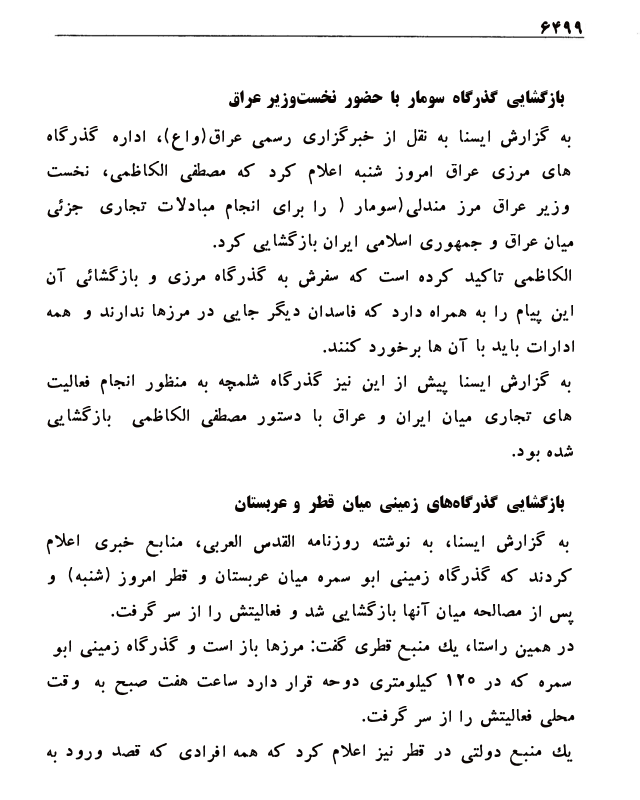 ۶۴۹۹
بازگشایی گذرگاه سومار با حضور نخست‌وزیر عراق
به گزارش ایسنا به نقل از خبرگزاری رسمی عراق(واع)، اداره گذرگاه
های مرزی عراق امروز شنبه اعلام کرد که مصطفی الکاظمی، نخست
وزیر عراق مرز مندلی(سومار ( را برای انجام مبادلات تجاری جزئی
میان عراق و جمهوری اسلامی ایران بازگشایی کرد.
الکاظمی تاکید کرده است که سفرش به گذرگاه مرزی و بازگشائی آن
این پیام را به همراه دارد که فاسدان دیگر جایی در مرزها ندارند و همه
ادارات باید با آن ها برخورد کنند.
به گزارش ایسنا پیش از این نیز گذرگاه شلمچه به منظور انجام فعالیت
های تجاری میان ایران و عراق با دستور مصطفی الکاظمی بازگشایی
شده بود.
بازگشایی گذرگاه‌های زمینی میان قطر و عربستان
به گزارش ایسنا، به نوشته روزنامه القدس العربی، منابع خبری اعلام
کردند که گذرگاه زمینی ابو سمره میان عربستان و قطر امروز (شنبه) و
پس از مصالحه میان آنها بازگشایی شد و فعالیتش را از سر گرفت.
در همین راستا، یك منبع قطری گفت: مرزها باز است و گذرگاه زمینی ابو
سمره که در ۱۲۰ کیلومتری دوحه قرار دارد ساعت هفت صبح به وقت
محلی فعالیتش را از سر گرفت.
یك منبع دولتی در قطر نیز اعلام کرد که همه افرادی که قصد ورود به